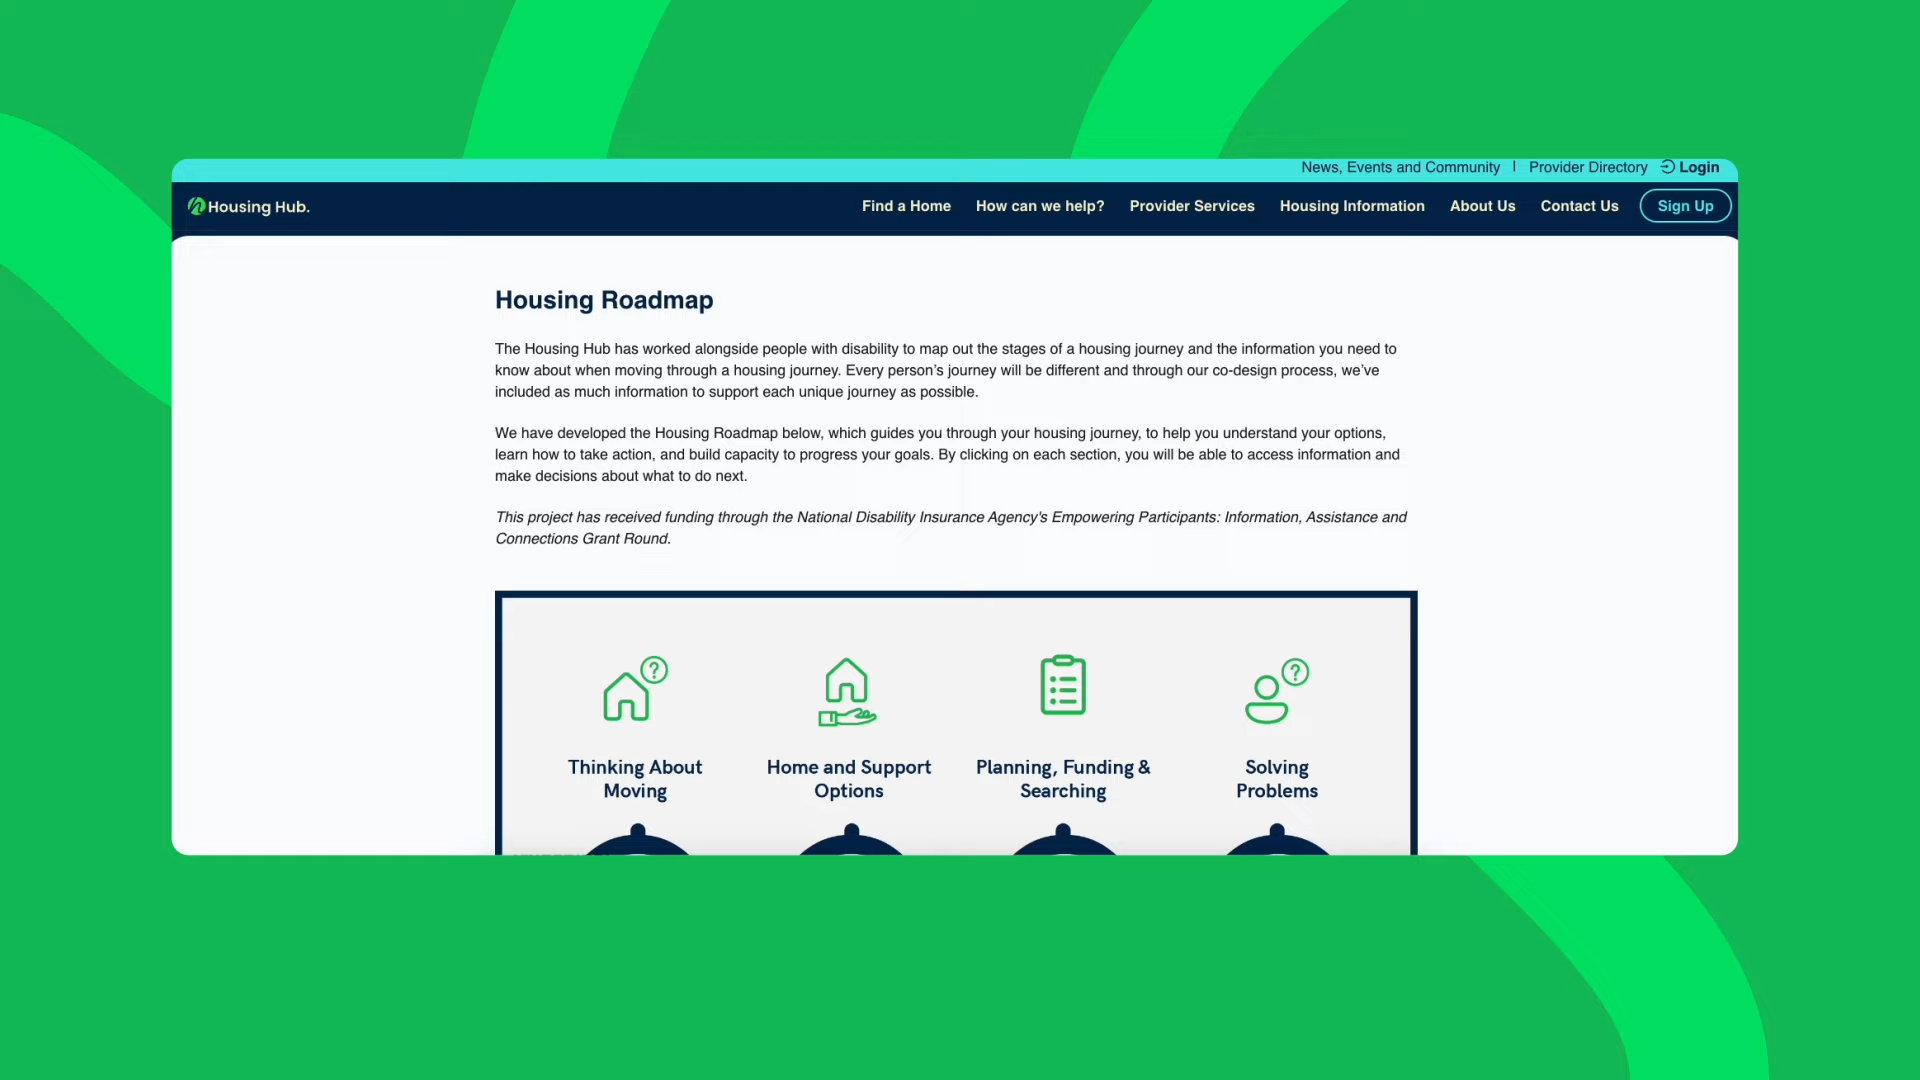 News, Events and Community | Provider Directory Login
Housing Hub.
Find a Home How can we help? Provider Services Housing Information About Us Contact Us Sign Up
Housing Roadmap
The Housing Hub has worked alongside people with disability to map out the stages of a housing journey and the information you need to
know about when moving through a housing journey. Every person’s journey will be different and through our co-design process, we’ve
included as much information to support each unique journey as possible.
We have developed the Housing Roadmap below, which guides you through your housing journey, to help you understand your options,
learn how to take action, and build capacity to progress your goals. By clicking on each section, you will be able to access information and
make decisions about what to do next.
This project has received funding through the National Disability Insurance Agency's Empowering Participants: Information, Assistance and
Connections Grant Round.
Thinking About
Moving
Home and Support
Options
Planning, Funding &
Searching
Solving
Problems